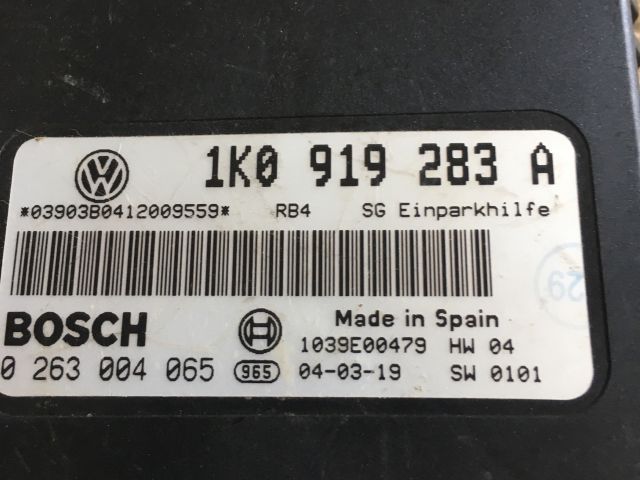 1K0 919 283 A
*03903B0412009559* RB4 SG Einparkhilfe
29
BOSCH
Made in Spain
1039E00479 HW 04
0 263 004 065 965 04-03-19 SW 0101